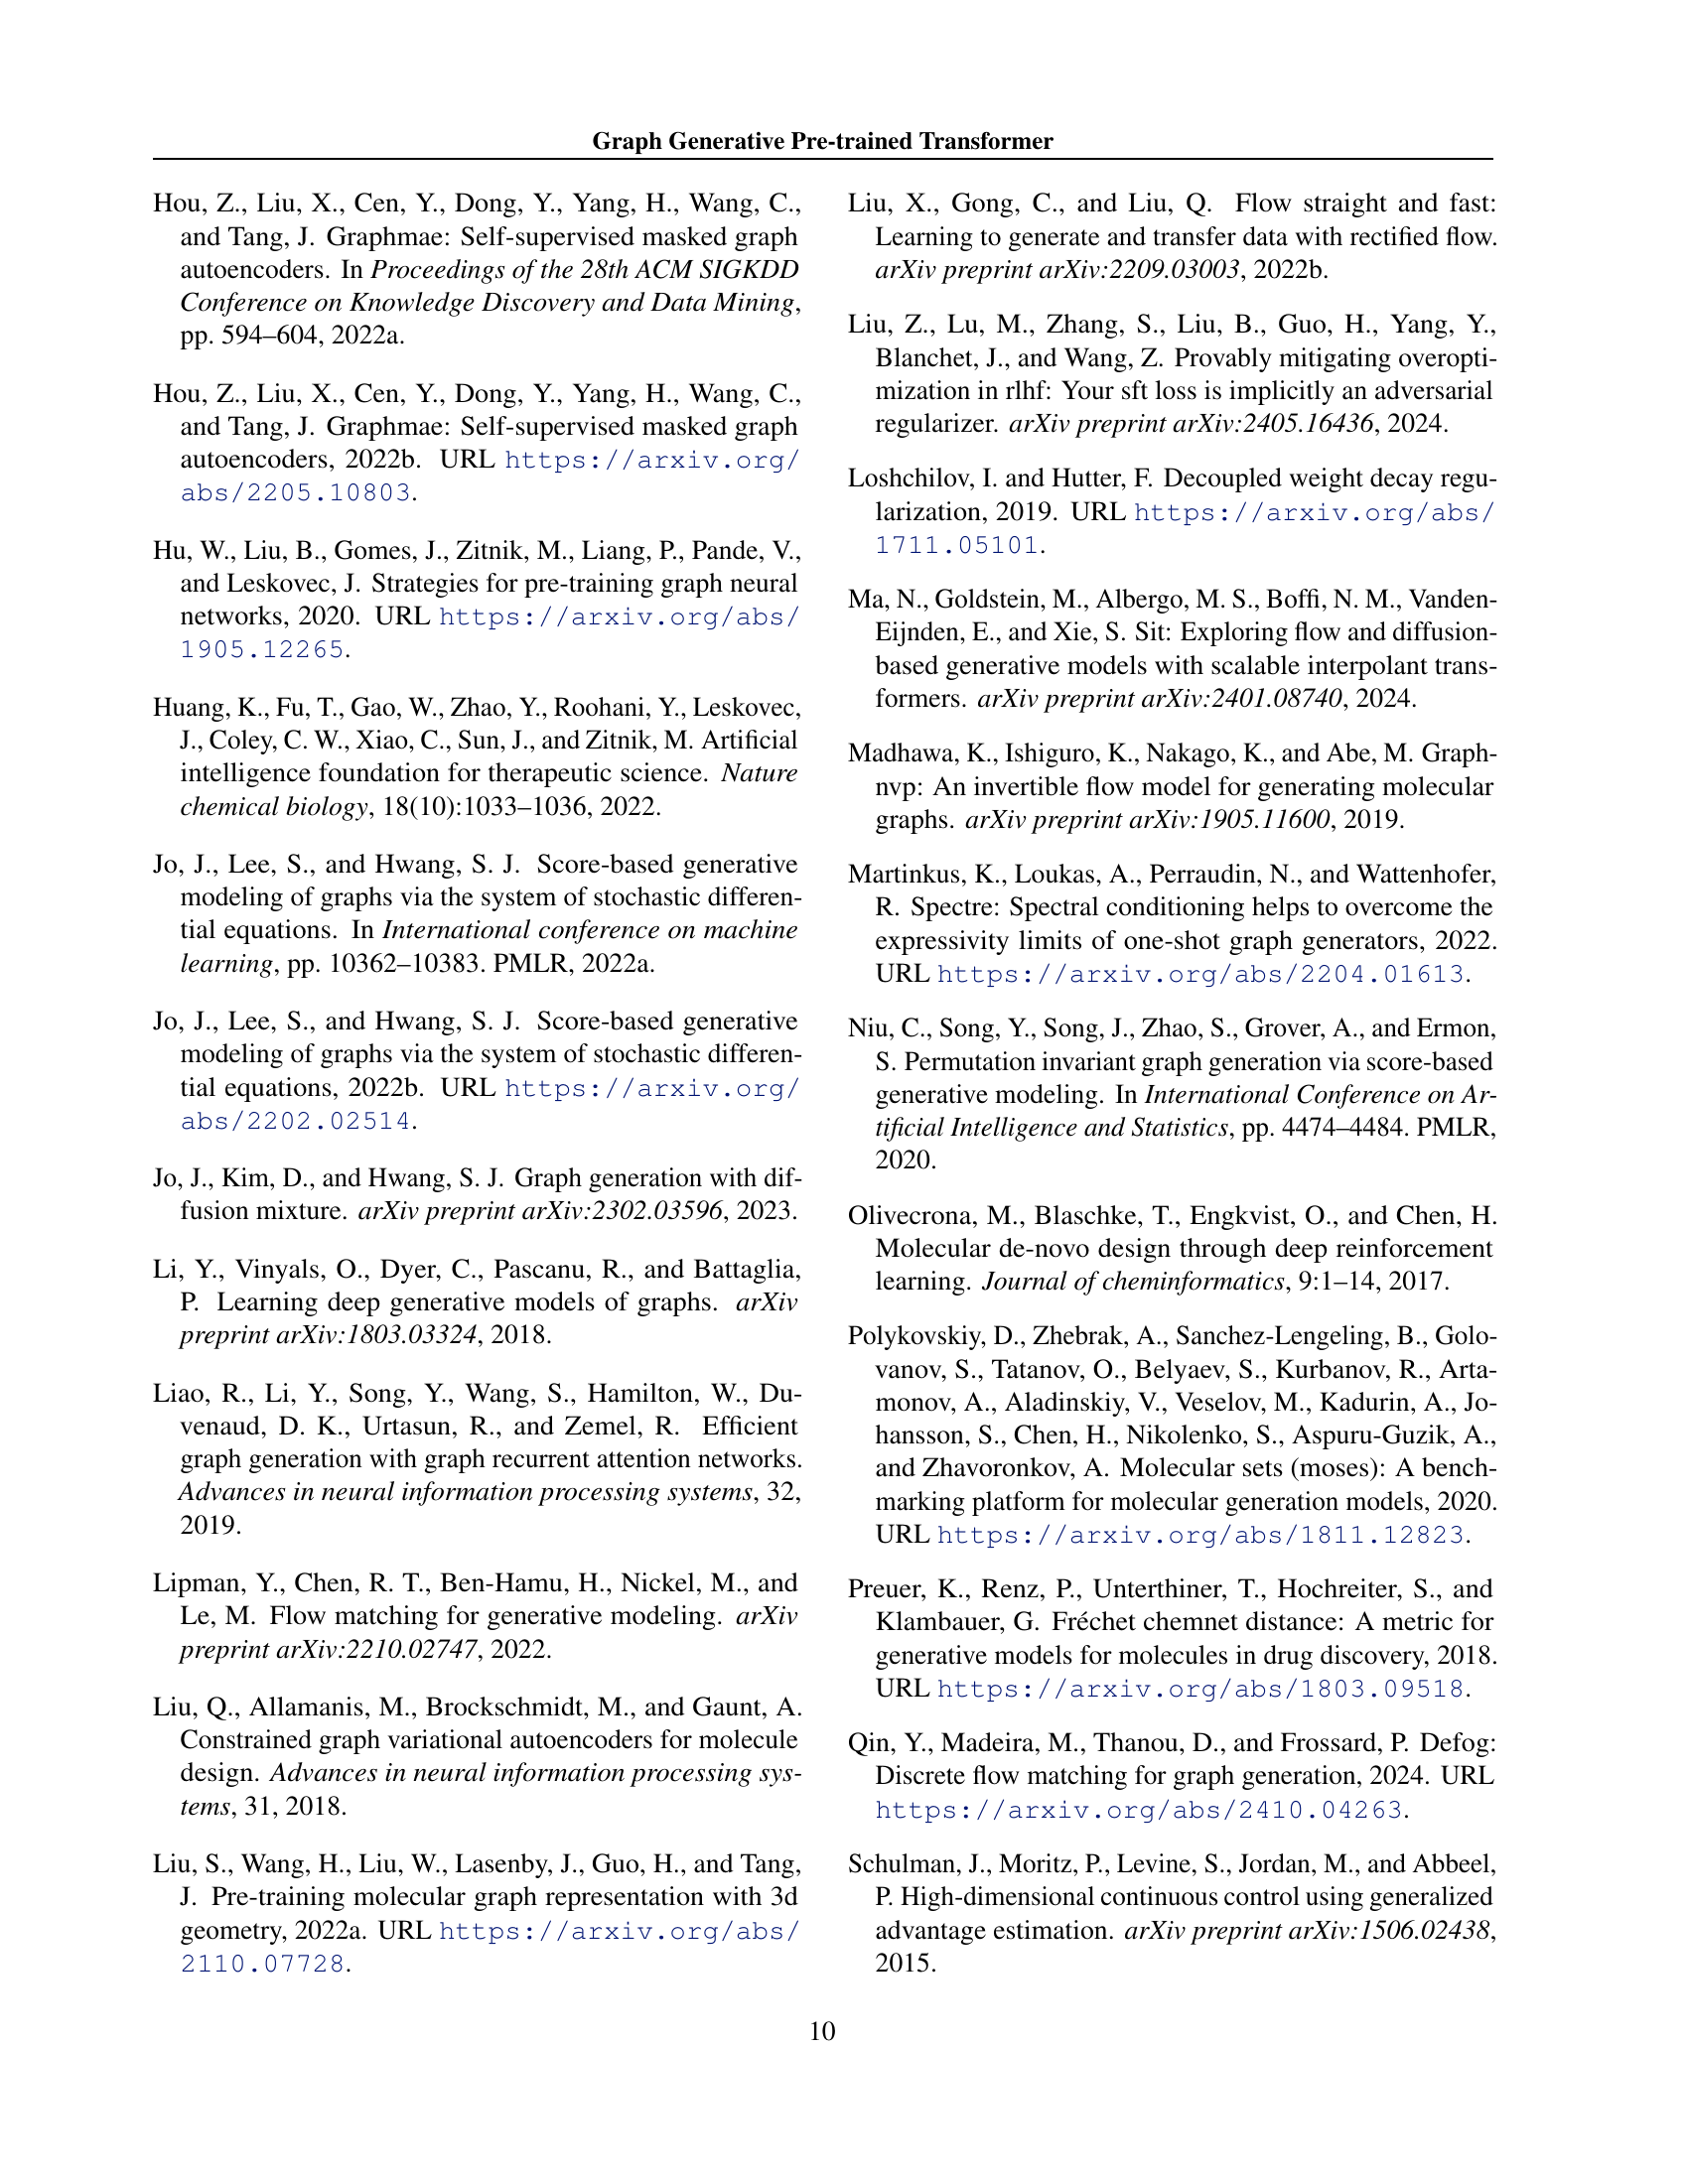 Graph Generative Pre-trained Transformer
Hou, Z., Liu, X., Cen, Y., Dong, Y., Yang, H., Wang, C.,
and Tang, J. Graphmae: Self-supervised masked graph
autoencoders. In Proceedings of the 28th ACM SIGKDD
Conference on Knowledge Discovery and Data Mining,
pp. 594–604, 2022a.
Hou, Z., Liu, X., Cen, Y., Dong, Y., Yang, H., Wang, C.,
and Tang, J. Graphmae: Self-supervised masked graph
autoencoders, 2022b. URL https://arxiv.org/
abs/2205.10803.
Hu, W., Liu, B., Gomes, J., Zitnik, M., Liang, P., Pande, V.,
and Leskovec, J. Strategies for pre-training graph neural
networks, 2020. URL https://arxiv.org/abs/
1905.12265.
Huang, K., Fu, T., Gao, W., Zhao, Y., Roohani, Y., Leskovec,
J., Coley, C. W., Xiao, C., Sun, J., and Zitnik, M. Artificial
intelligence foundation for therapeutic science. Nature
chemical biology, 18(10):1033–1036, 2022.
Jo, J., Lee, S., and Hwang, S. J. Score-based generative
modeling of graphs via the system of stochastic differen-
tial equations. In International conference on machine
learning, pp. 10362–10383. PMLR, 2022a.
Jo, J., Lee, S., and Hwang, S. J. Score-based generative
modeling of graphs via the system of stochastic differen-
tial equations, 2022b. URL https://arxiv.org/
abs/2202.02514.
Jo, J., Kim, D., and Hwang, S. J. Graph generation with dif-
fusion mixture. arXiv preprint arXiv:2302.03596, 2023.
Li, Y., Vinyals, O., Dyer, C., Pascanu, R., and Battaglia,
P. Learning deep generative models of graphs. arXiv
preprint arXiv:1803.03324, 2018.
Liao, R., Li, Y., Song, Y., Wang, S., Hamilton, W., Du-
venaud, D. K., Urtasun, R., and Zemel, R. Efficient
graph generation with graph recurrent attention networks.
Advances in neural information processing systems, 32,
2019.
Lipman, Y., Chen, R. T., Ben-Hamu, H., Nickel, M., and
Le, M. Flow matching for generative modeling. arXiv
preprint arXiv:2210.02747, 2022.
Liu, Q., Allamanis, M., Brockschmidt, M., and Gaunt, A.
Constrained graph variational autoencoders for molecule
design. Advances in neural information processing sys-
tems, 31, 2018.
Liu, S., Wang, H., Liu, W., Lasenby, J., Guo, H., and Tang,
J. Pre-training molecular graph representation with 3d
geometry, 2022a. URL https://arxiv.org/abs/
2110.07728.
Liu, X., Gong, C., and Liu, Q. Flow straight and fast:
Learning to generate and transfer data with rectified flow.
arXiv preprint arXiv:2209.03003, 2022b.
Liu, Z., Lu, M., Zhang, S., Liu, B., Guo, H., Yang, Y.,
Blanchet, J., and Wang, Z. Provably mitigating overopti-
mization in rlhf: Your sft loss is implicitly an adversarial
regularizer. arXiv preprint arXiv:2405.16436, 2024.
Loshchilov, I. and Hutter, F. Decoupled weight decay regu-
larization, 2019. URL https://arxiv.org/abs/
1711.05101.
Ma, N., Goldstein, M., Albergo, M. S., Boffi, N. M., Vanden-
Eijnden, E., and Xie, S. Sit: Exploring flow and diffusion-
based generative models with scalable interpolant trans-
formers. arXiv preprint arXiv:2401.08740, 2024.
Madhawa, K., Ishiguro, K., Nakago, K., and Abe, M. Graph-
nvp: An invertible flow model for generating molecular
graphs. arXiv preprint arXiv:1905.11600, 2019.
Martinkus, K., Loukas, A., Perraudin, N., and Wattenhofer,
R. Spectre: Spectral conditioning helps to overcome the
expressivity limits of one-shot graph generators, 2022.
URL https://arxiv.org/abs/2204.01613.
Niu, C., Song, Y., Song, J., Zhao, S., Grover, A., and Ermon,
S. Permutation invariant graph generation via score-based
generative modeling. In International Conference on Ar-
tificial Intelligence and Statistics, pp. 4474–4484. PMLR,
2020.
Olivecrona, M., Blaschke, T., Engkvist, O., and Chen, H.
Molecular de-novo design through deep reinforcement
learning. Journal of cheminformatics, 9:1–14, 2017.
Polykovskiy, D., Zhebrak, A., Sanchez-Lengeling, B., Golo-
vanov, S., Tatanov, O., Belyaev, S., Kurbanov, R., Arta-
monov, A., Aladinskiy, V., Veselov, M., Kadurin, A., Jo-
hansson, S., Chen, H., Nikolenko, S., Aspuru-Guzik, A.,
and Zhavoronkov, A. Molecular sets (moses): A bench-
marking platform for molecular generation models, 2020.
URL https://arxiv.org/abs/1811.12823.
Preuer, K., Renz, P., Unterthiner, T., Hochreiter, S., and
Klambauer, G. Fréchet chemnet distance: A metric for
generative models for molecules in drug discovery, 2018.
URL https://arxiv.org/abs/1803.09518.
Qin, Y., Madeira, M., Thanou, D., and Frossard, P. Defog:
Discrete flow matching for graph generation, 2024. URL
https://arxiv.org/abs/2410.04263.
Schulman, J., Moritz, P., Levine, S., Jordan, M., and Abbeel,
P. High-dimensional continuous control using generalized
advantage estimation. arXiv preprint arXiv:1506.02438,
2015.
10